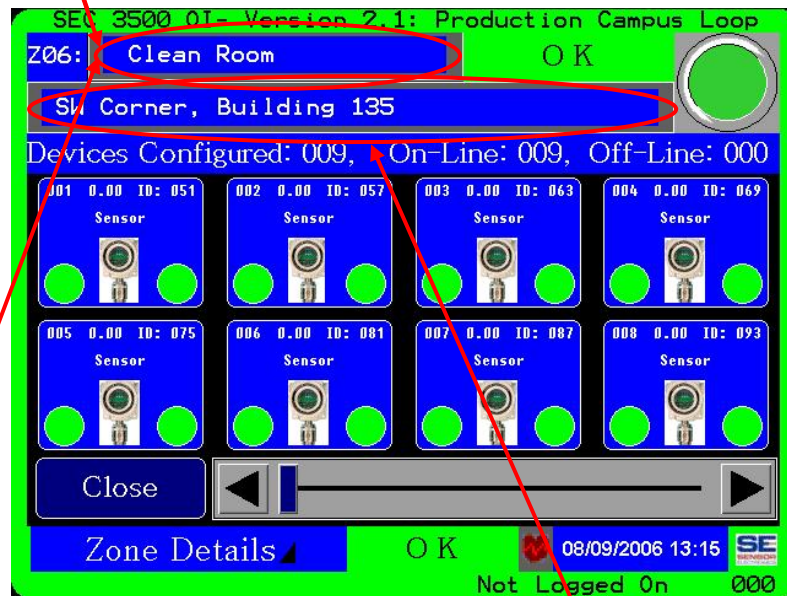 SEC 3500 OI- Version 2.1: Production Campus Loop
Z06: Clean Room OK
SW Corner, Building 135
Devices Configured: 009, On-Line: 009, Off-Line: 000
001 0.00 ID: 051 002 0.00 ID: 057 003 0.00 ID: 063 004 0.00 ID: 069
Sensor Sensor Sensor Sensor
005 0.00 ID: 075 006 0.00 ID: 081 007 0.00 ID: 087 008 0.00 ID: 093
Sensor Sensor Sensor Sensor
Close
Zone Details OK 08/09/2006 13:15 SE
SENSOR
ELECTRONICS
Not Logged On 000